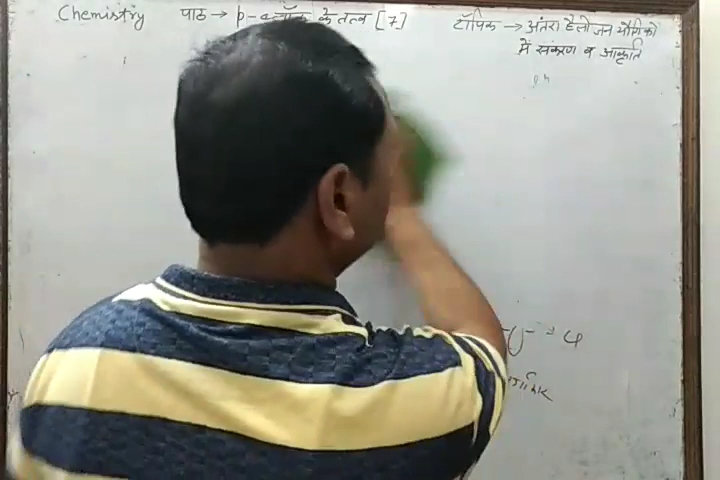 Chemistry पाठ → p-ब्लॉक के तत्व [7] टॉपिक → अंतरा हैलोजन यौगिकों
में संकरण व आकृति